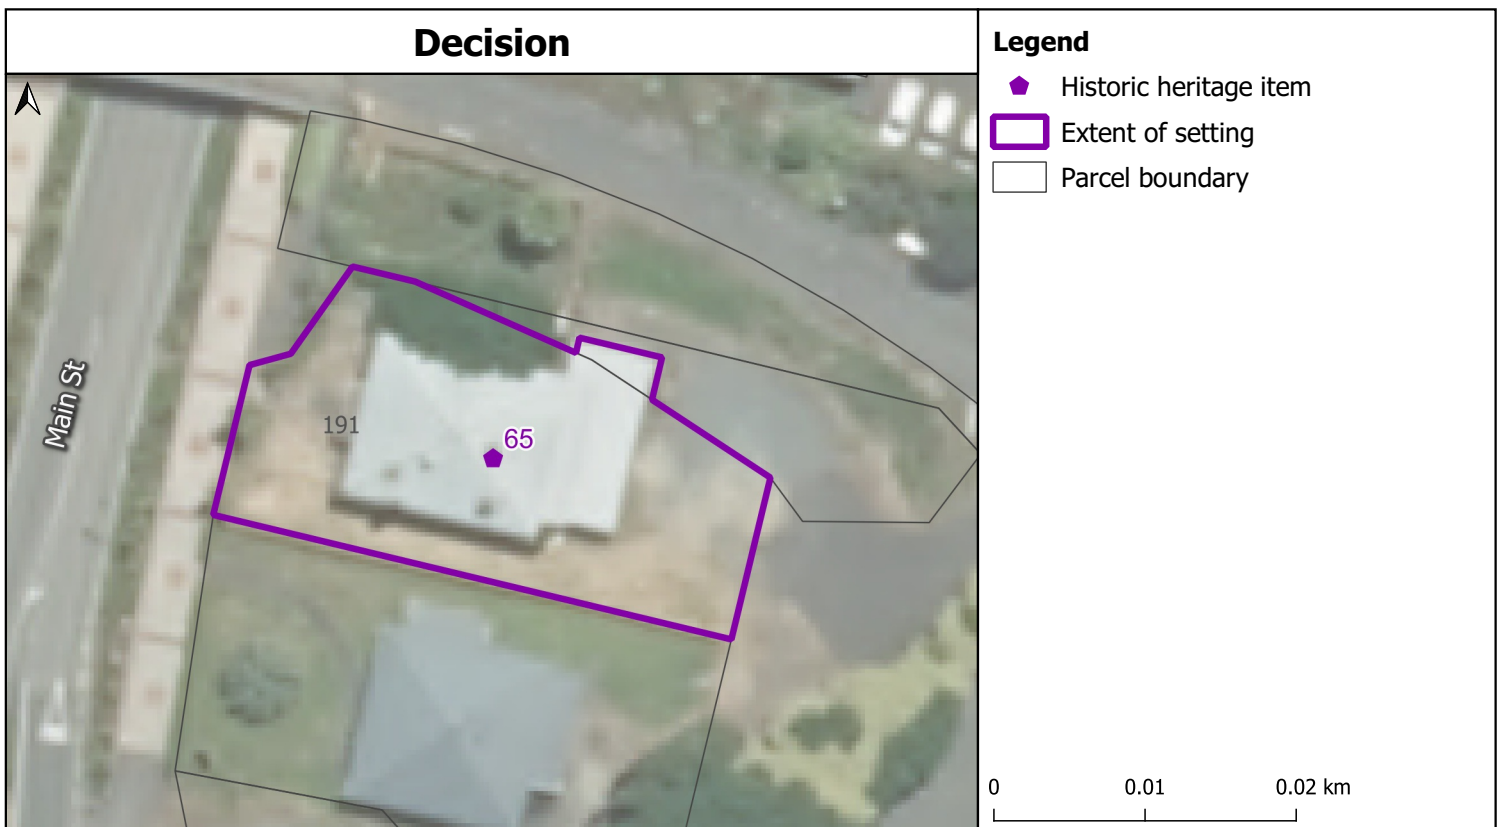 Decision
Legend
Historic heritage item
Extent of setting
Parcel boundary
Main St
191
65
0 0.01 0.02 km